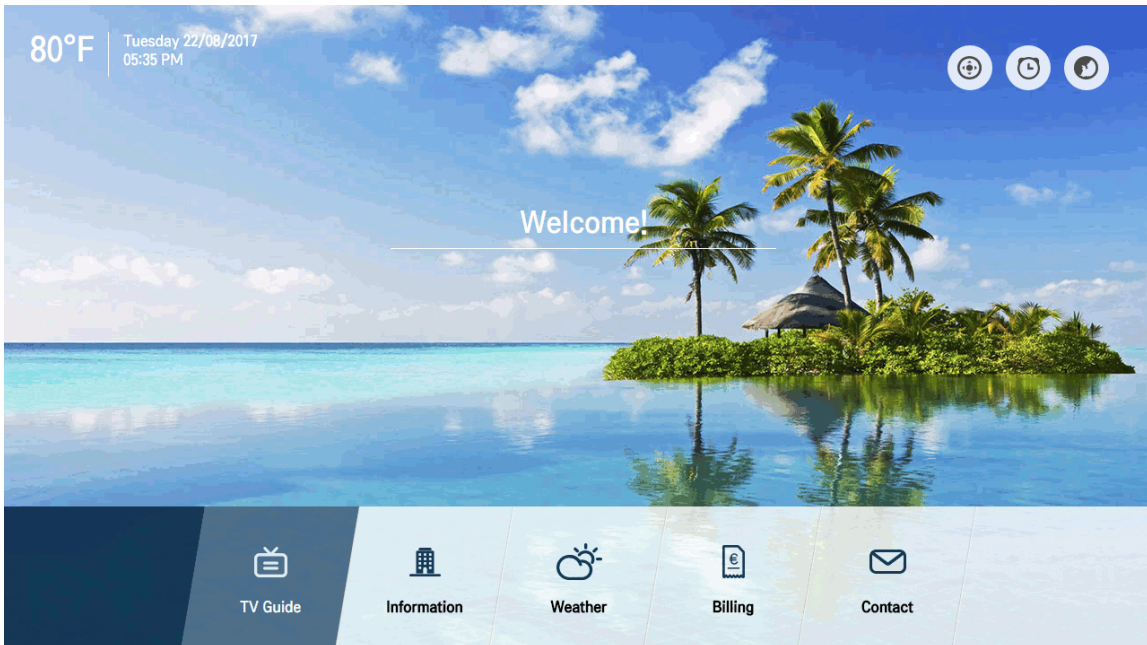 80°F
Tuesday 22/08/2017
05:35 PM
Welcome!
TV Guide
Information
Weather
€
Billing
Contact